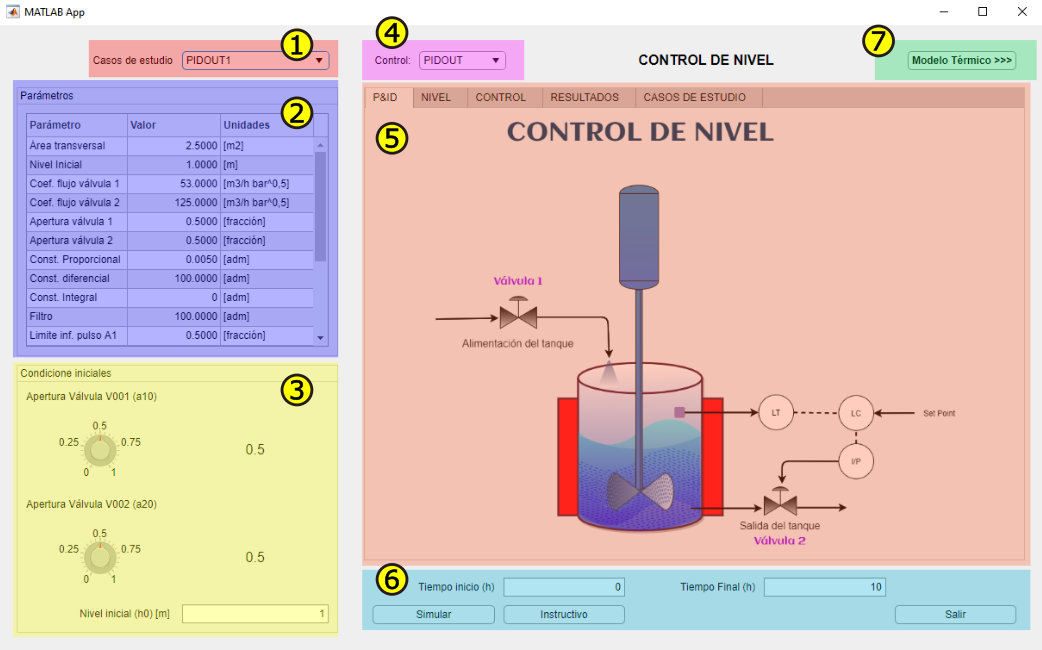 MATLAB App
1
Casos de estudio PIDOUT1
4
Control: PIDOUT
CONTROL DE NIVEL
7
Modelo Térmico >>>
2
Parámetros
Parámetro Valor Unidades
Área transversal 2.5000 [m2]
Nivel Inicial 1.0000 [m]
Coef. flujo válvula 1 53.0000 [m3/h bar^0,5]
Coef. flujo válvula 2 125.0000 [m3/h bar^0,5]
Apertura válvula 1 0.5000 [fracción]
Apertura válvula 2 0.5000 [fracción]
Const. Proporcional 0.0050 [adm]
Const. diferencial 100.0000 [adm]
Const. Integral 0 [adm]
Filtro 100.0000 [adm]
Limite inf. pulso A1 0.5000 [fracción]
3
Condicione iniciales
Apertura Válvula V001 (a10)
0.5
0.25 0.75
0 1
0.5
Apertura Válvula V002 (a20)
0.5
0.25 0.75
0 1
0.5
Nivel inicial (h0) [m] 1
P&ID NIVEL CONTROL RESULTADOS CASOS DE ESTUDIO
5
CONTROL DE NIVEL
Válvula 1
Alimentación del tanque
LT
LC
Set Point
I/P
Salida del tanque
Válvula 2
6
Tiempo inicio (h) 0 Tiempo Final (h) 10
Simular Instructivo Salir